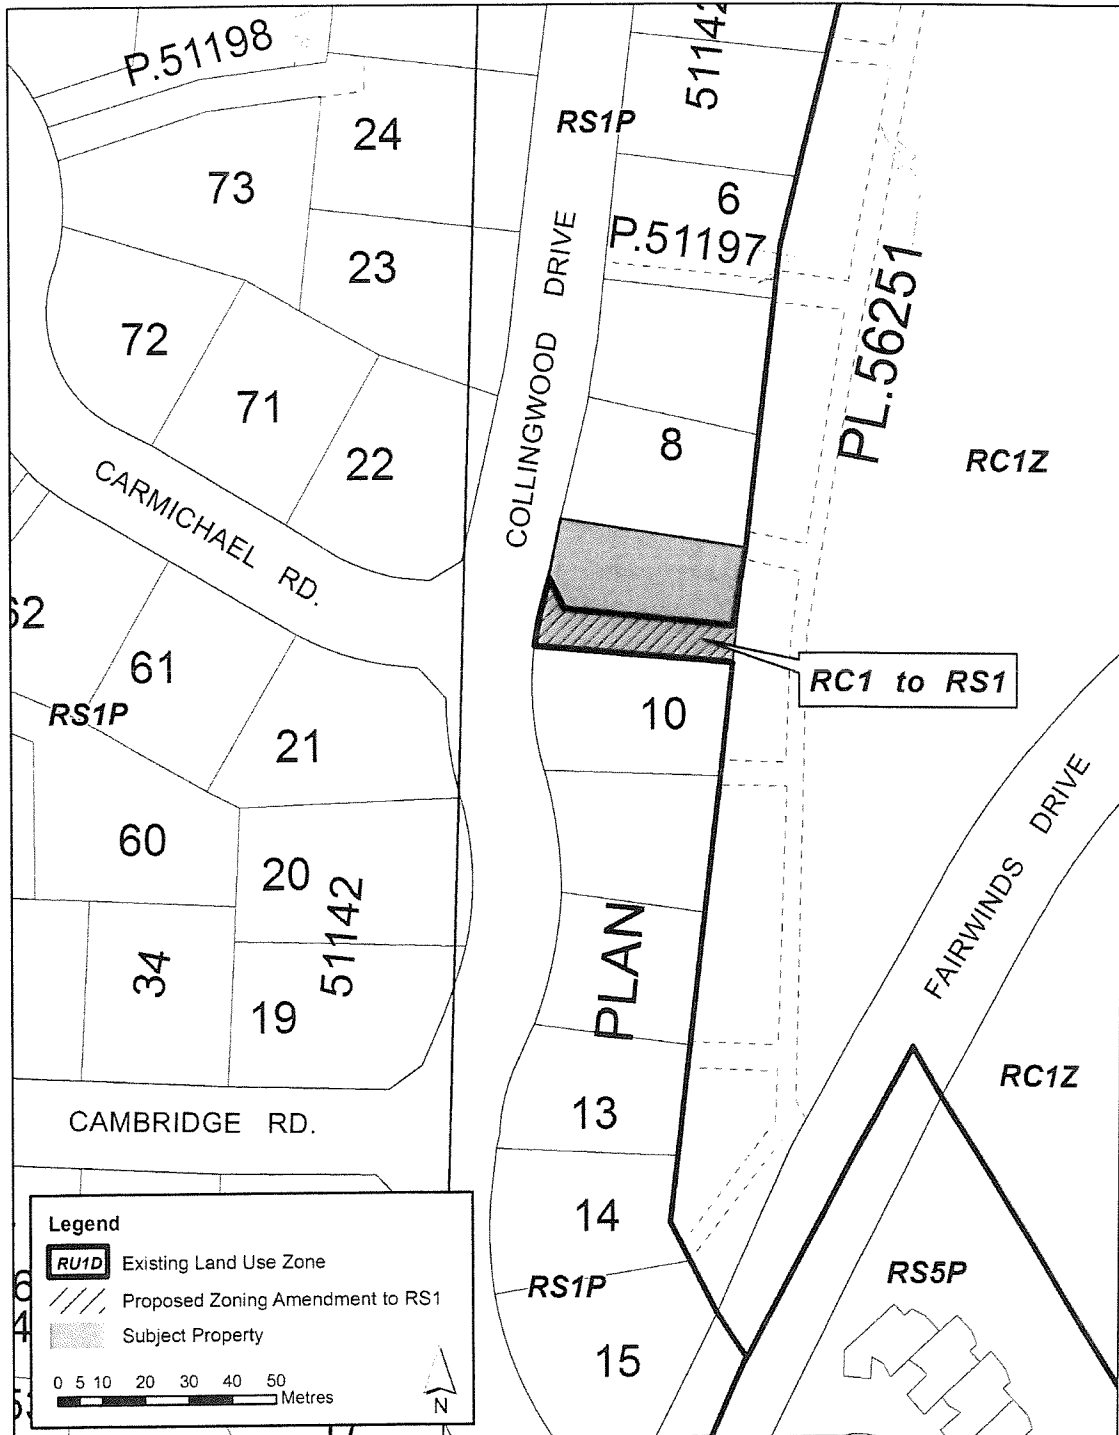 P.51198
51142
24
RS1P
73
6
P.51197
23
COLLINGWOOD DRIVE
PL.56251
72
71
8
RC1Z
22
CARMICHAEL RD.
62
61
RC1 to RS1
RS1P
10
21
FAIRWINDS DRIVE
60
20
51142
34
PLAN
19
RC1Z
13
CAMBRIDGE RD.
14
RS5P
RS1P
15
Legend
RU1D Existing Land Use Zone
Proposed Zoning Amendment to RS1
Subject Property
0 5 10 20 30 40 50
Metres
N